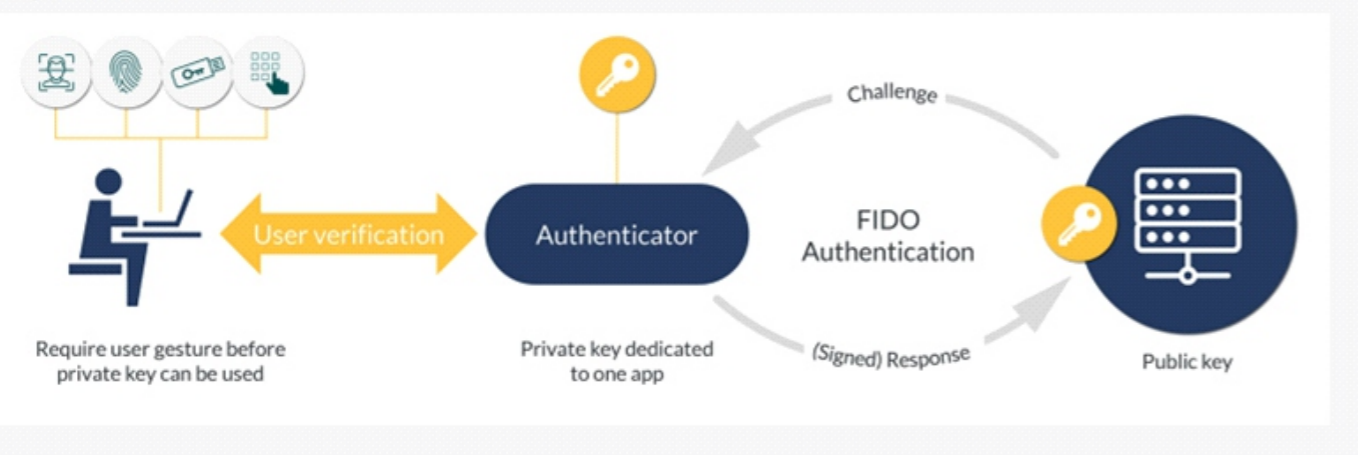 Challenge
User verification
Authenticator
FIDO
Authentication
Require user gesture before
private key can be used
Private key dedicated
to one app
(Signed) Response
Public key